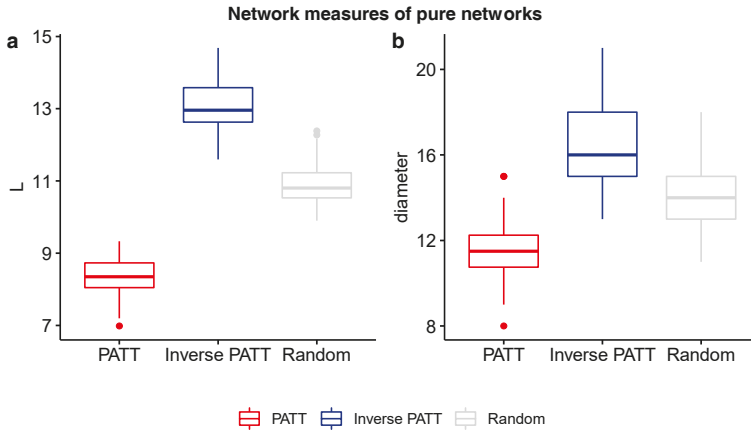 Network measures of pure networks
a
15
13
11
9
7
L
PATT Inverse PATT Random
b
20
16
12
8
diameter
PATT Inverse PATT Random
PATT Inverse PATT Random